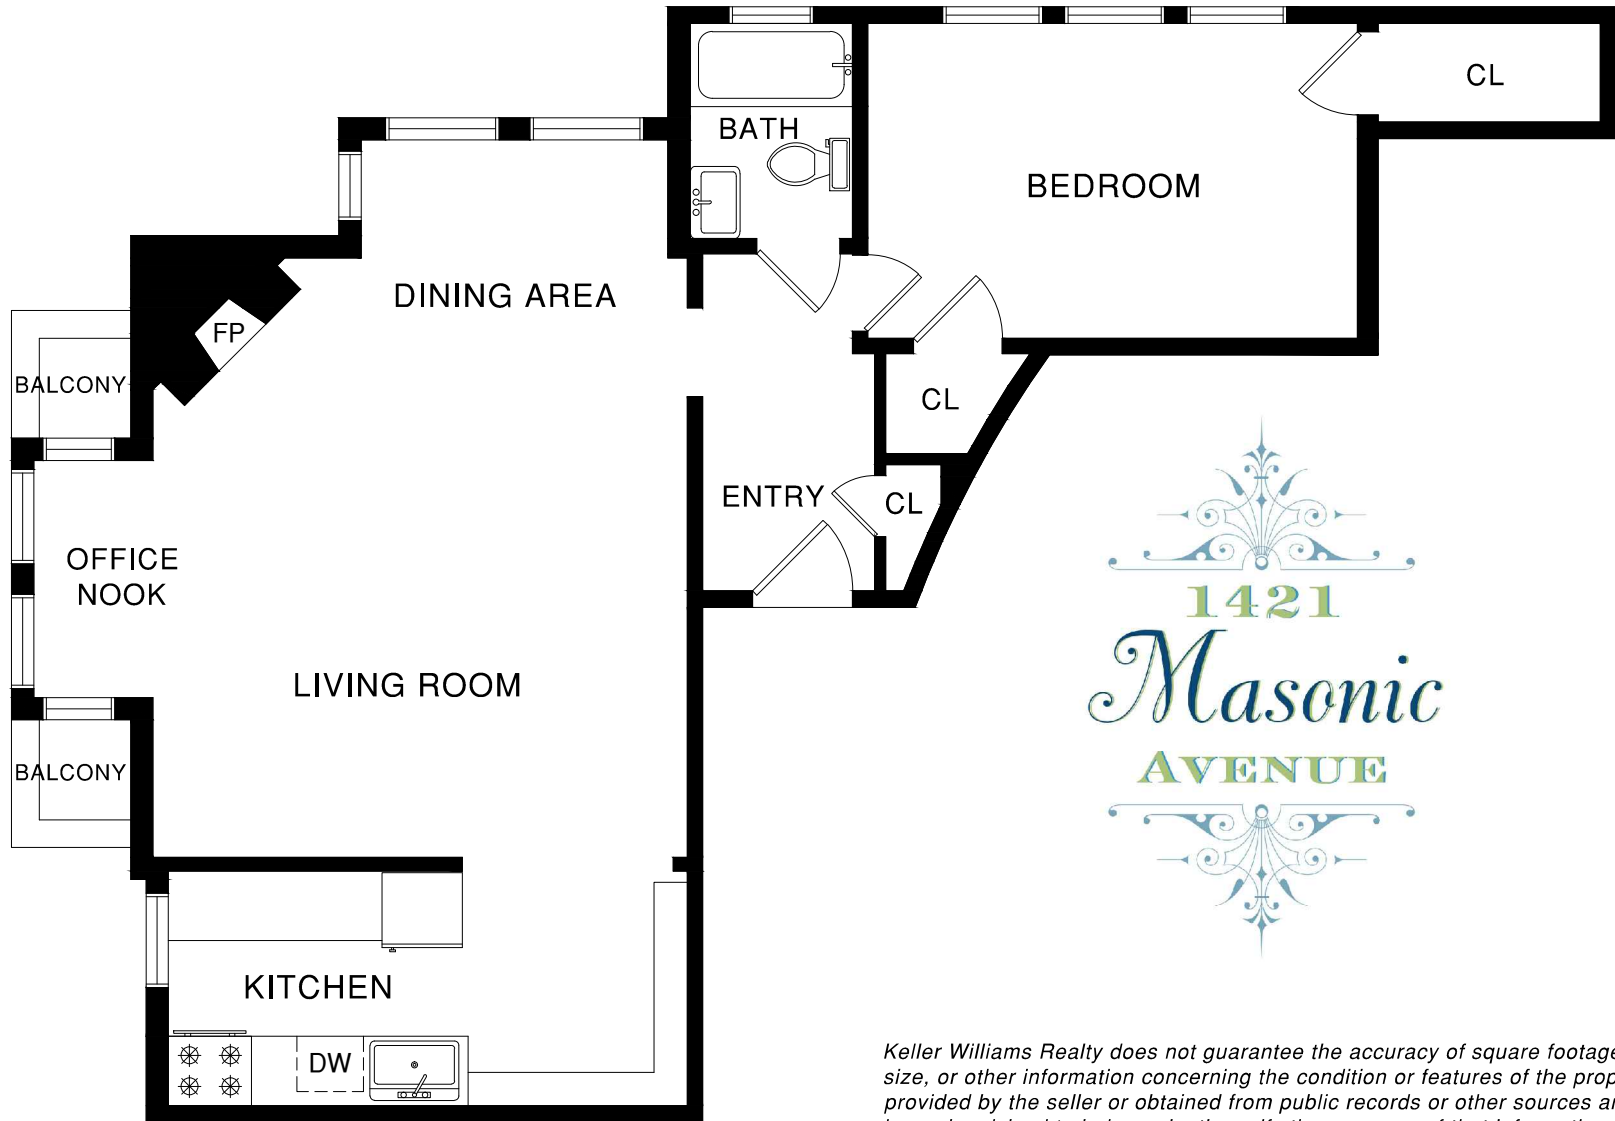 BATH
CL
BEDROOM
DINING AREA
FP
BALCONY
CL
ENTRY
CL
OFFICE
NOOK
LIVING ROOM
BALCONY
KITCHEN
DW
1421
Masonic
AVENUE
Keller Williams Realty does not guarantee the accuracy of square footage
size, or other information concerning the condition or features of the prop
provided by the seller or obtained from public records or other sources a